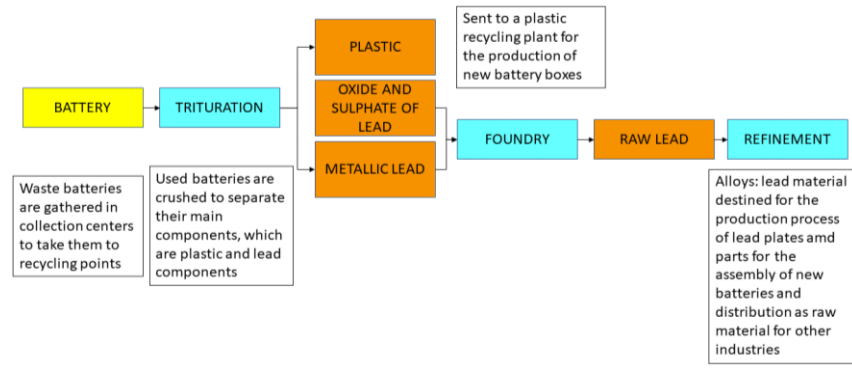 BATTERY
TRITURATION
PLASTIC
OXIDE AND
SULPHATE OF
LEAD
METALLIC LEAD
FOUNDRY
RAW LEAD
REFINEMENT
Sent to a plastic
recycling plant for
the production of
new battery boxes
Waste batteries
are gathered in
collection centers
to take them to
recycling points
Used batteries are
crushed to separate
their main
components, which
are plastic and lead
components
Alloys: lead material
destined for the
production process
of lead plates amd
parts for the
assembly of new
batteries and
distribution as raw
material for other
industries